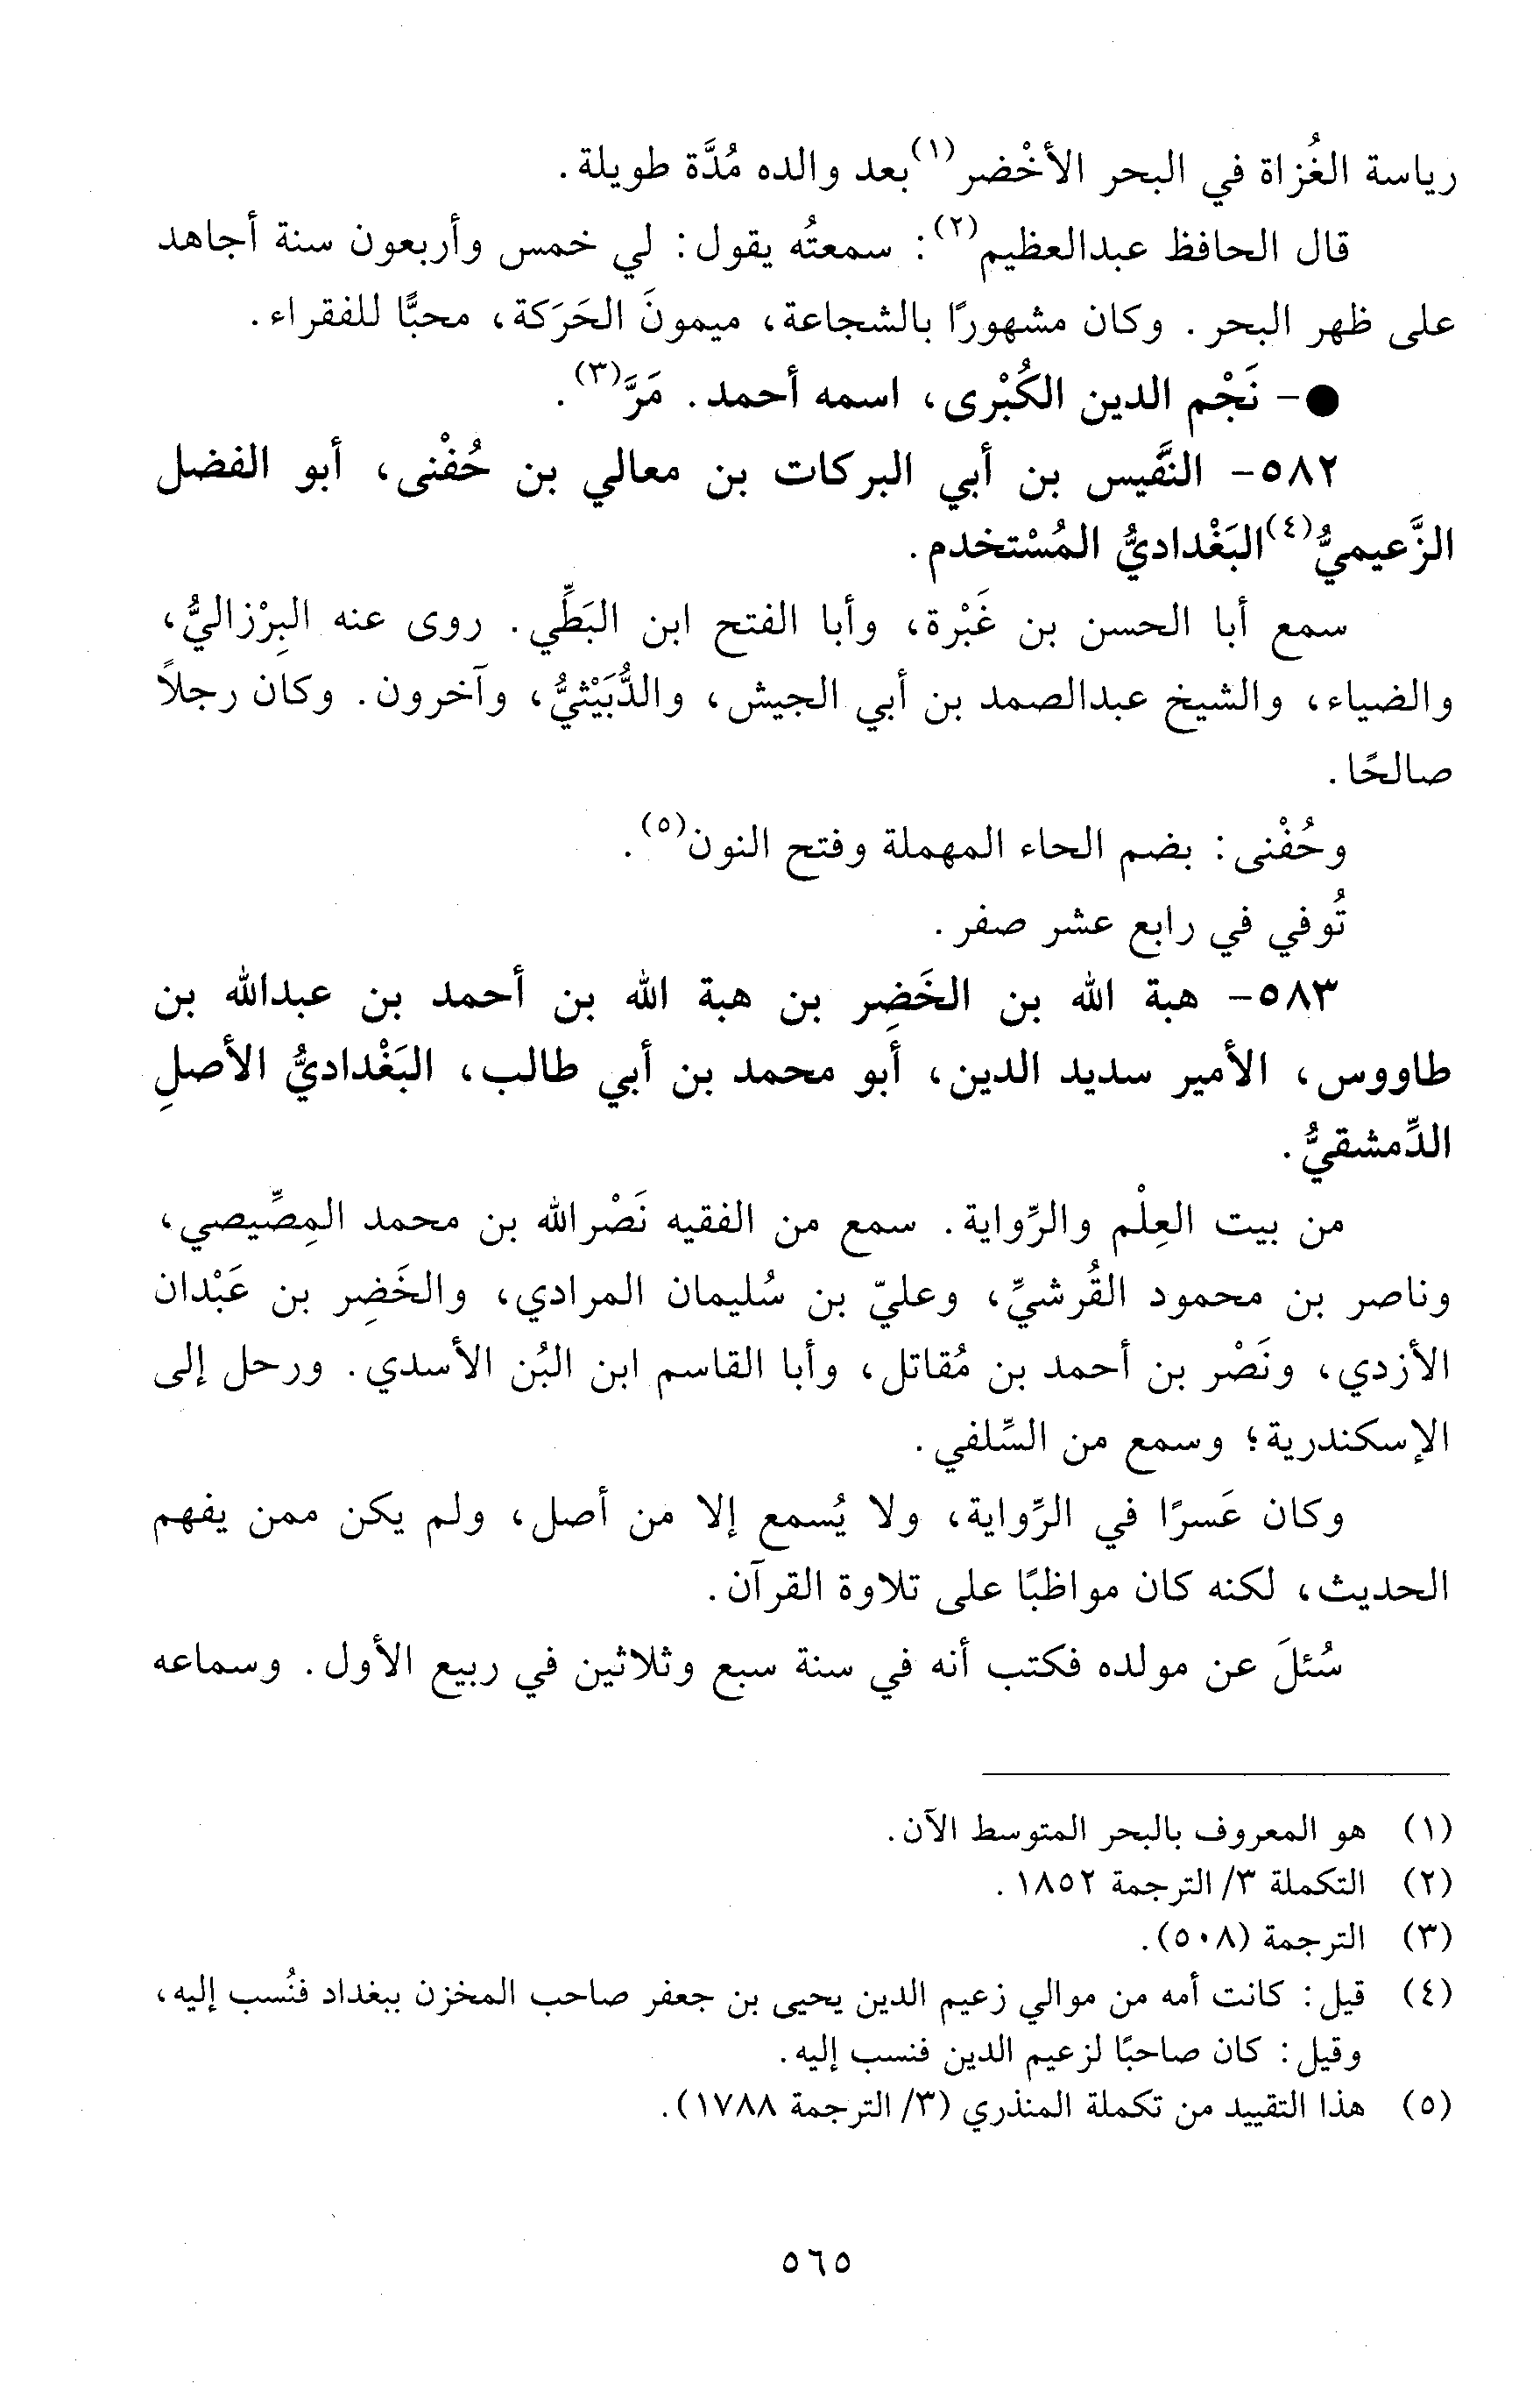 رياسة الغُزاة في البحر الأخْضر(١) بعد والده مُدَّة طويلة.
قال الحافظ عبدالعظيم(٢): سمعتُه يقول: لي خمس وأربعون سنة أجاهد
على ظهر البحر. وكان مشهورًا بالشجاعة، ميمونَ الحَرَكة، محبًّا للفقراء.
●- نَجْم الدين الكُبْرى، اسمه أحمد. مَرَّ(٣).
٥٨٢- النَّفيس بن أبي البركات بن معالي بن حُفْنى، أبو الفضل
الزَّعيميُّ(٤) البَغْداديُّ المُسْتخدم.
سمع أبا الحسن بن غَبْرة، وأبا الفتح ابن البَطِّي. روى عنه البِرْزاليُّ،
والضياء، والشيخ عبدالصمد بن أبي الجيش، والدُّبَيْثيُّ، وآخرون. وكان رجلاً
صالحًا.
وحُفْنى: بضم الحاء المهملة وفتح النون(٥).
تُوفي في رابع عشر صفر.
٥٨٣- هبة الله بن الخَضِر بن هبة الله بن أحمد بن عبدالله بن
طاووس، الأمير سديد الدين، أبو محمد بن أبي طالب، البَغْداديُّ الأصلِ
الدِّمشقيُّ.
من بيت العِلْم والرِّواية. سمع من الفقيه نَصْرالله بن محمد المِصِّيصي،
وناصر بن محمود القُرشيِّ، وعليّ بن سُليمان المرادي، والخَضِر بن عَبْدان
الأزدي، ونَصْر بن أحمد بن مُقاتل، وأبا القاسم ابن البُن الأسدي. ورحل إلى
الإسكندرية؛ وسمع من السِّلفي.
وكان عَسرًا في الرِّواية، ولا يُسمع إلا من أصل، ولم يكن ممن يفهم
الحديث، لكنه كان مواظبًا على تلاوة القرآن.
سُئلَ عن مولده فكتب أنه في سنة سبع وثلاثين في ربيع الأول. وسماعه
(١) هو المعروف بالبحر المتوسط الآن.
(٢) التكملة ٣/ الترجمة ١٨٥٢.
(٣) الترجمة (٥٠٨).
(٤) قيل: كانت أمه من موالي زعيم الدين يحيى بن جعفر صاحب المخزن ببغداد فنُسب إليه،
وقيل: كان صاحبًا لزعيم الدين فنسب إليه.
(٥) هذا التقييد من تكملة المنذري (٣/ الترجمة ١٧٨٨).
٥٦٥